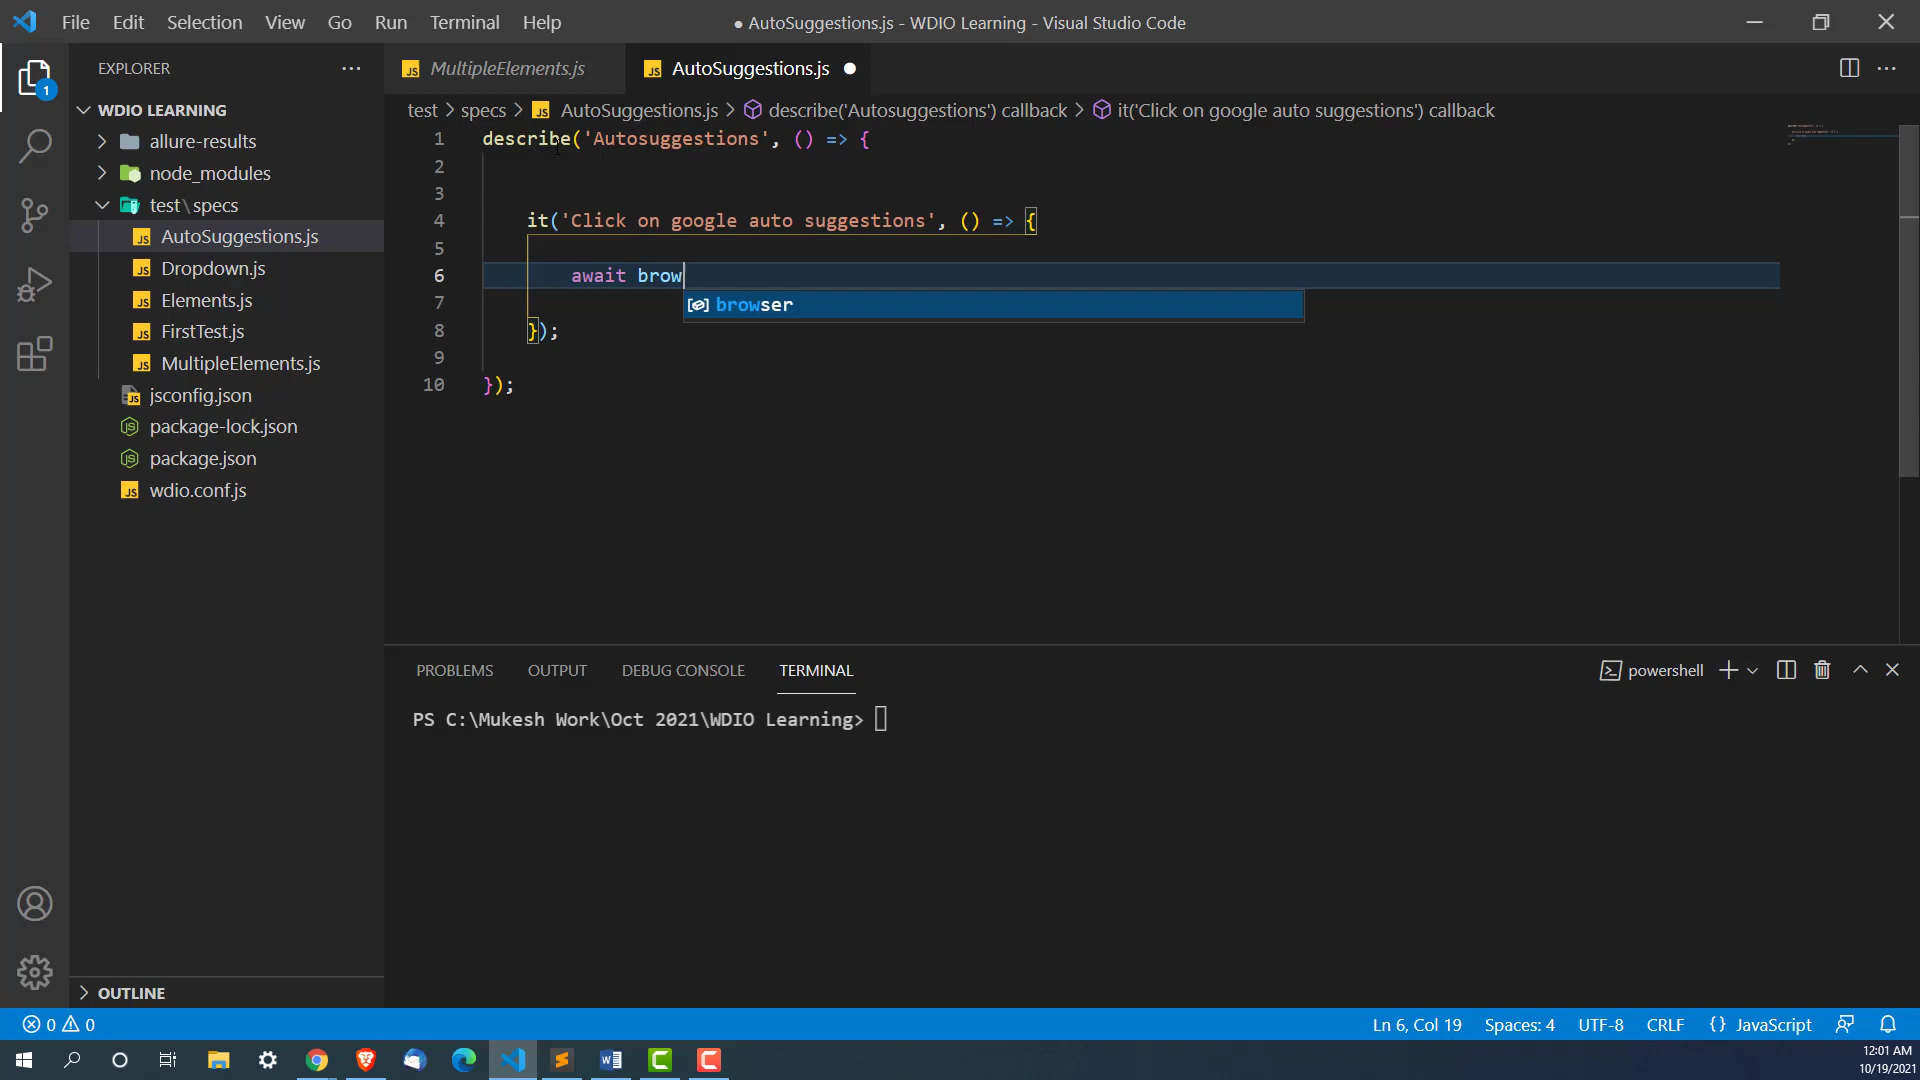 File Edit Selection View Go Run Terminal Help
● AutoSuggestions.js - WDIO Learning - Visual Studio Code
EXPLORER
MultipleElements.js
AutoSuggestions.js
test > specs > AutoSuggestions.js > describe('Autosuggestions') callback > it('Click on google auto suggestions') callback
1
WDIO LEARNING
allure-results
node_modules
test\specs
AutoSuggestions.js
Dropdown.js
Elements.js
FirstTest.js
MultipleElements.js
jsconfig.json
package-lock.json
package.json
wdio.conf.js
OUTLINE
1 describe('Autosuggestions', () => {
2
3
4 it('Click on google auto suggestions', () => {
5
6 await brow
browser
7
8 });
9
10 });
PROBLEMS OUTPUT DEBUG CONSOLE TERMINAL
powershell
PS C:\Mukesh Work\Oct 2021\WDIO Learning>
0 0
Ln 6, Col 19 Spaces: 4 UTF-8 CRLF {} JavaScript
12:01 AM
10/19/2021